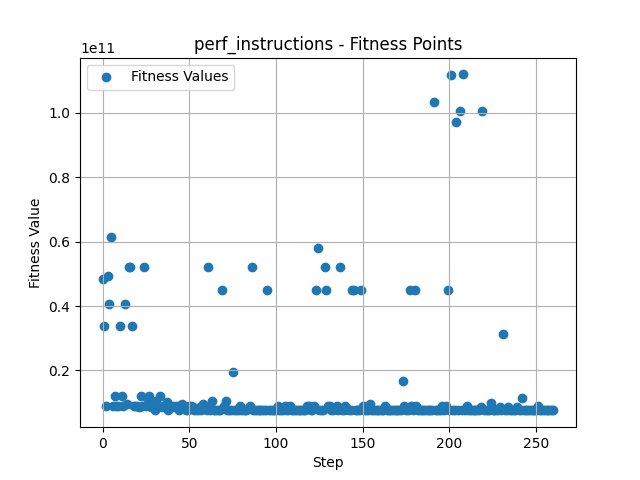 perf_instructions - Fitness Points
1e11
Fitness Values
1.0
0.8
0.6
0.4
0.2
Fitness Value
0
50
100
150
200
250
Step